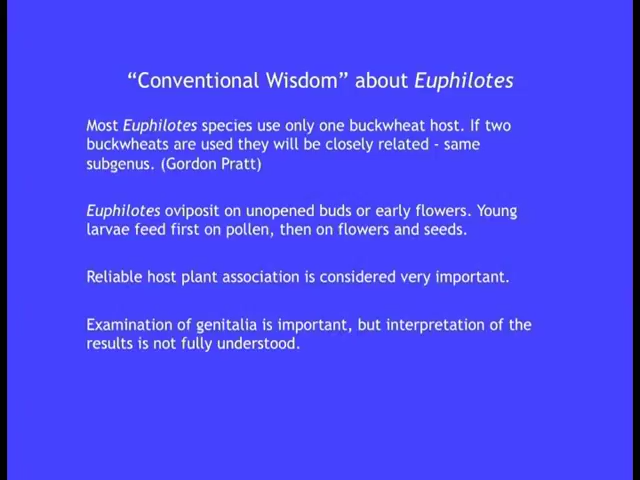 “Conventional Wisdom” about Euphilotes
Most Euphilotes species use only one buckwheat host. If two
buckwheats are used they will be closely related - same
subgenus. (Gordon Pratt)
Euphilotes oviposit on unopened buds or early flowers. Young
larvae feed first on pollen, then on flowers and seeds.
Reliable host plant association is considered very important.
Examination of genitalia is important, but interpretation of the
results is not fully understood.